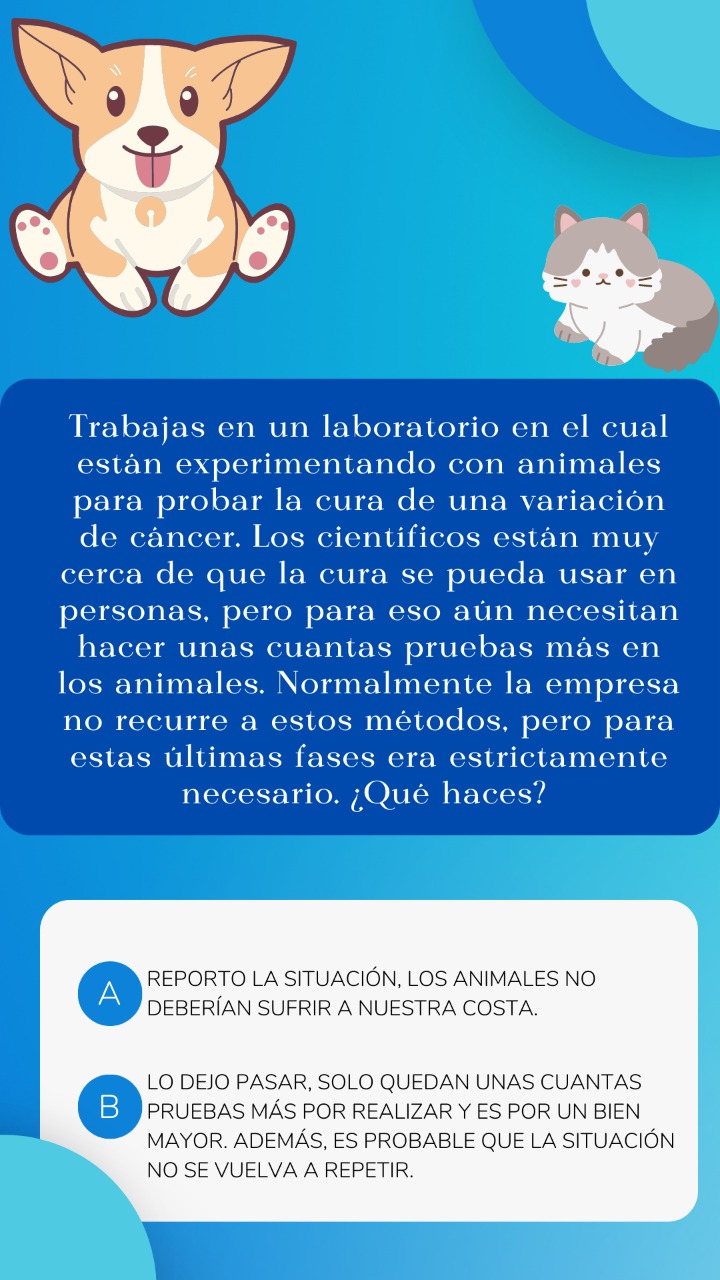 Trabajas en un laboratorio en el cual
están experimentando con animales
para probar la cura de una variación
de cáncer. Los científicos están muy
cerca de que la cura se pueda usar en
personas, pero para eso aún necesitan
hacer unas cuantas pruebas más en
los animales. Normalmente la empresa
no recurre a estos métodos, pero para
estas últimas fases era estrictamente
necesario. ¿Qué haces?
A
REPORTO LA SITUACIÓN, LOS ANIMALES NO
DEBERÍAN SUFRIR A NUESTRA COSTA.
B
LO DEJO PASAR, SOLO QUEDAN UNAS CUANTAS
PRUEBAS MÁS POR REALIZAR Y ES POR UN BIEN
MAYOR. ADEMÁS, ES PROBABLE QUE LA SITUACIÓN
NO SE VUELVA A REPETIR.